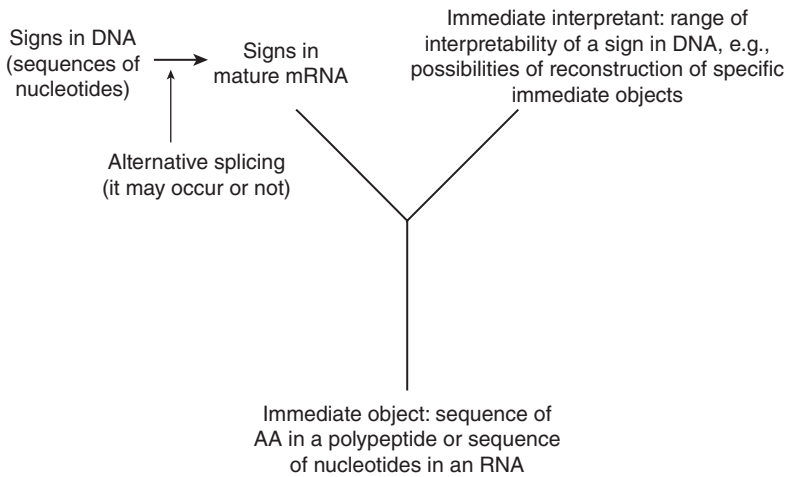 Signs in DNA
(sequences of
nucleotides)
Signs in
mature mRNA
Immediate interpretant: range of
interpretability of a sign in DNA, e.g.,
possibilities of reconstruction of specific
immediate objects
Alternative splicing
(it may occur or not)
Immediate object: sequence of
AA in a polypeptide or sequence
of nucleotides in an RNA